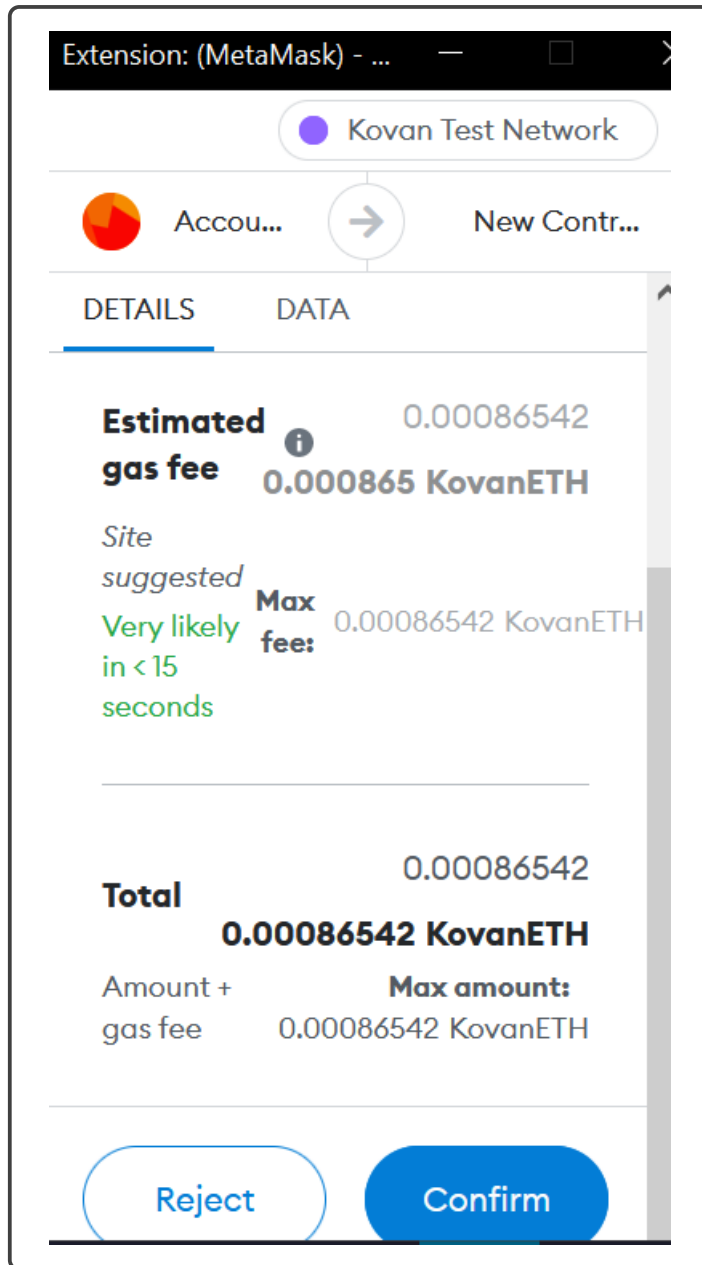 Extension: (MetaMask) - ...
Kovan Test Network
Accou...
New Contr...
DETAILS DATA
Estimated gas fee
0.00086542
0.000865 KovanETH
Site
suggested
Very likely
in < 15
seconds
Max
fee:
0.00086542 KovanETH
Total
0.00086542
0.00086542 KovanETH
Amount +
gas fee
Max amount:
0.00086542 KovanETH
Reject
Confirm